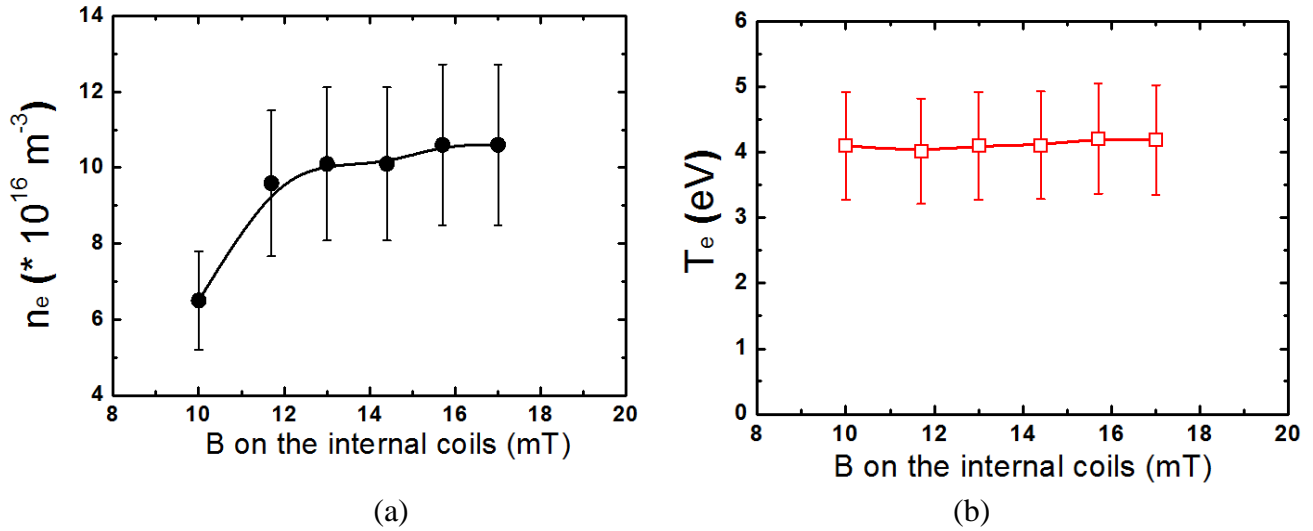 14
12
10
8
6
4
nₑ (* 10¹⁶ m⁻³)
8 10 12 14 16 18 20
B on the internal coils (mT)
(a)
6
5
4
3
2
1
0
Tₑ (eV)
8 10 12 14 16 18 20
B on the internal coils (mT)
(b)